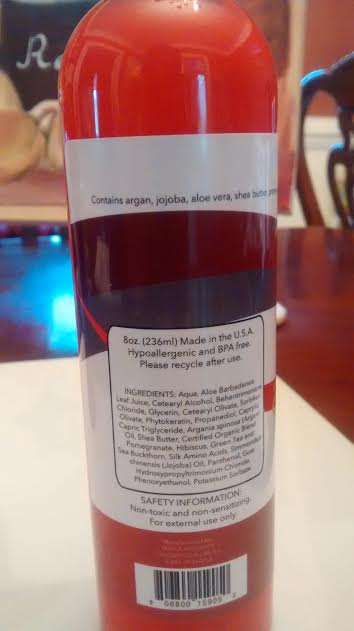 Contains argan, jojoba, aloe vera, shea butter,
8oz. (236ml) Made in the U.S.A.
Hypoallergenic and BPA free.
Please recycle after use.
INGREDIENTS: Aqua, Aloe Barbadensis
Leaf Juice, Cetearyl Alcohol, Behentrimonium
Chloride, Glycerin, Cetearyl Olivate, Sorbitan
Olivate, Phytokeratin, Propanediol, Caprylic
Capric Triglyceride, Argania spinosa (Argan)
Oil, Shea Butter, Certified Organic Blend
Pomegranate, Hibiscus, Green Tea and
Sea Buckthorn, Silk Amino Acids, Simmondsia
chinensis (Jojoba) Oil, Panthenol, Guar
Hydroxypropyltrimonium Chloride,
Phenoxyethanol, Potassium Sorbate,
SAFETY INFORMATION:
Non-toxic and non-sensitizing.
For external use only.
06800 15905